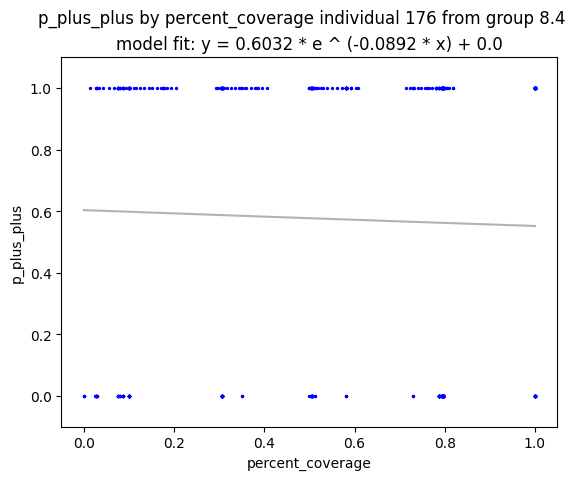 p_plus_plus by percent_coverage individual 176 from group 8.4
model fit: y = 0.6032 * e ^ (-0.0892 * x) + 0.0
1.0
0.8
0.6
0.4
0.2
0.0
p_plus_plus
0.0 0.2 0.4 0.6 0.8 1.0
percent_coverage